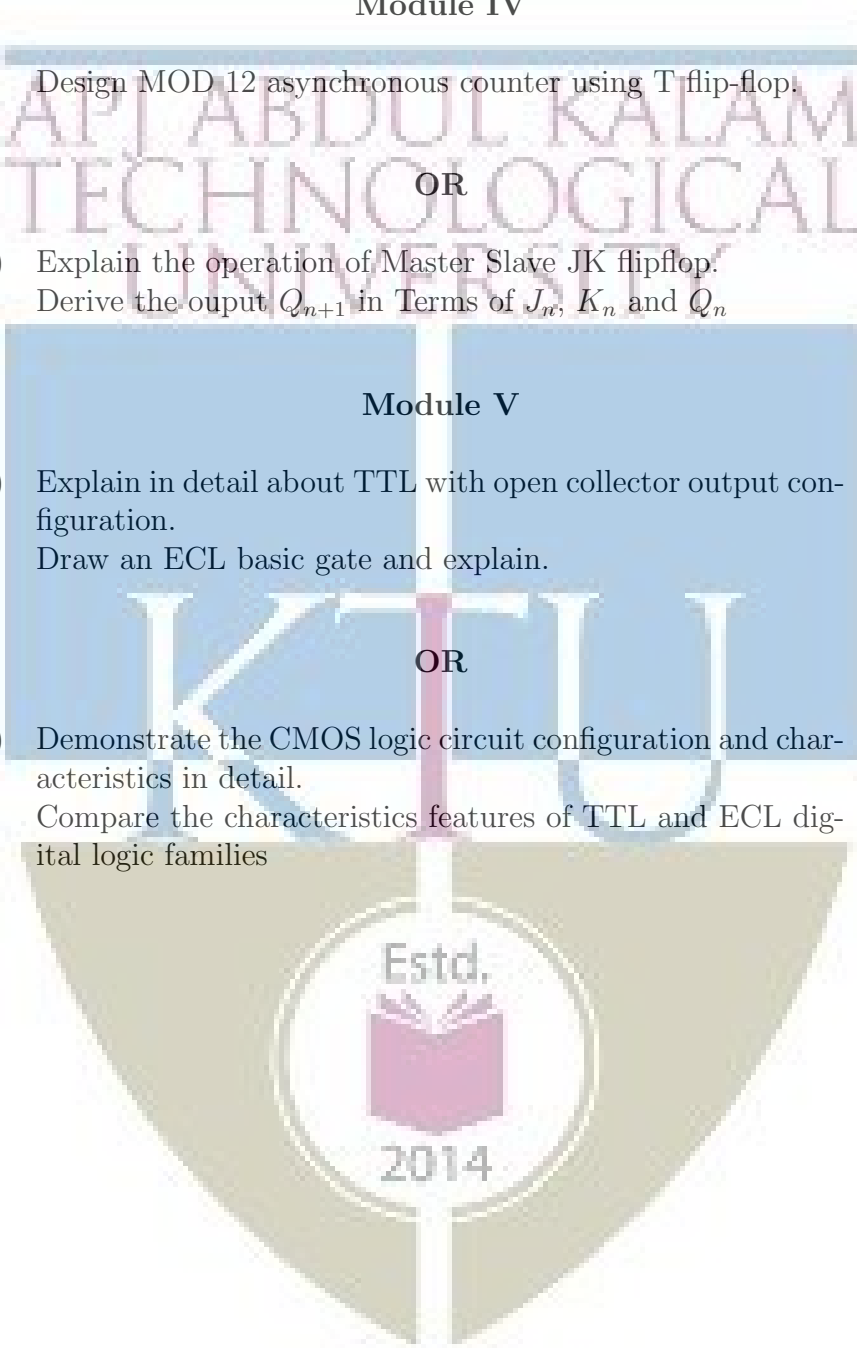 Module IV
Design MOD 12 asynchronous counter using T flip-flop.
APJ ABDUL KALAM
TECHNOLOGICAL
OR
UNIVERSITY
) Explain the operation of Master Slave JK flipflop.
Derive the ouput Qn+1 in Terms of Jn, Kn and Qn
Module V
) Explain in detail about TTL with open collector output con-
figuration.
Draw an ECL basic gate and explain.
KTU
OR
) Demonstrate the CMOS logic circuit configuration and char-
acteristics in detail.
Compare the characteristics features of TTL and ECL dig-
ital logic families
Estd.
2014